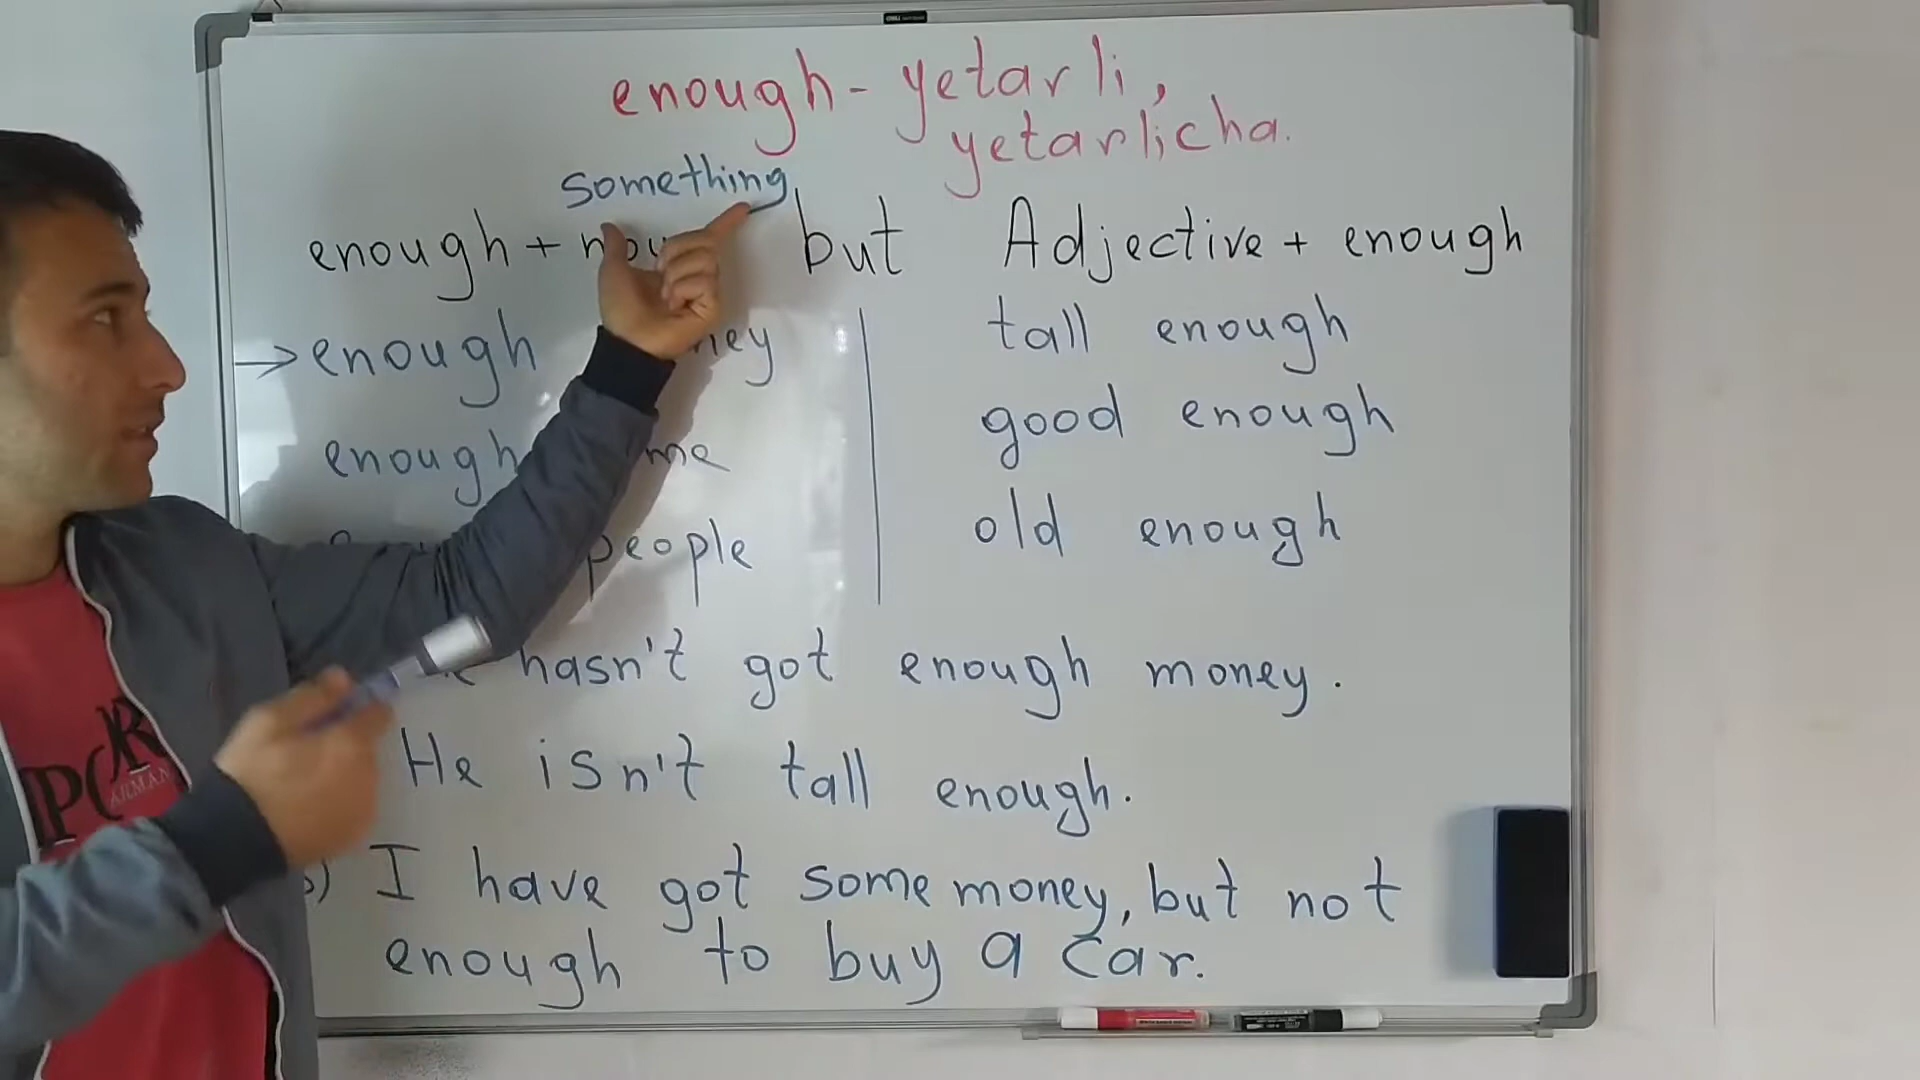 enough - yetarli,
yetarlicha.
something
enough + but Adjective + enough
→ enough
tall enough
enough
good enough
people
old enough
hasn't got enough money.
He isn't tall enough.
I have got some money, but not
enough to buy a car.
ARMAN